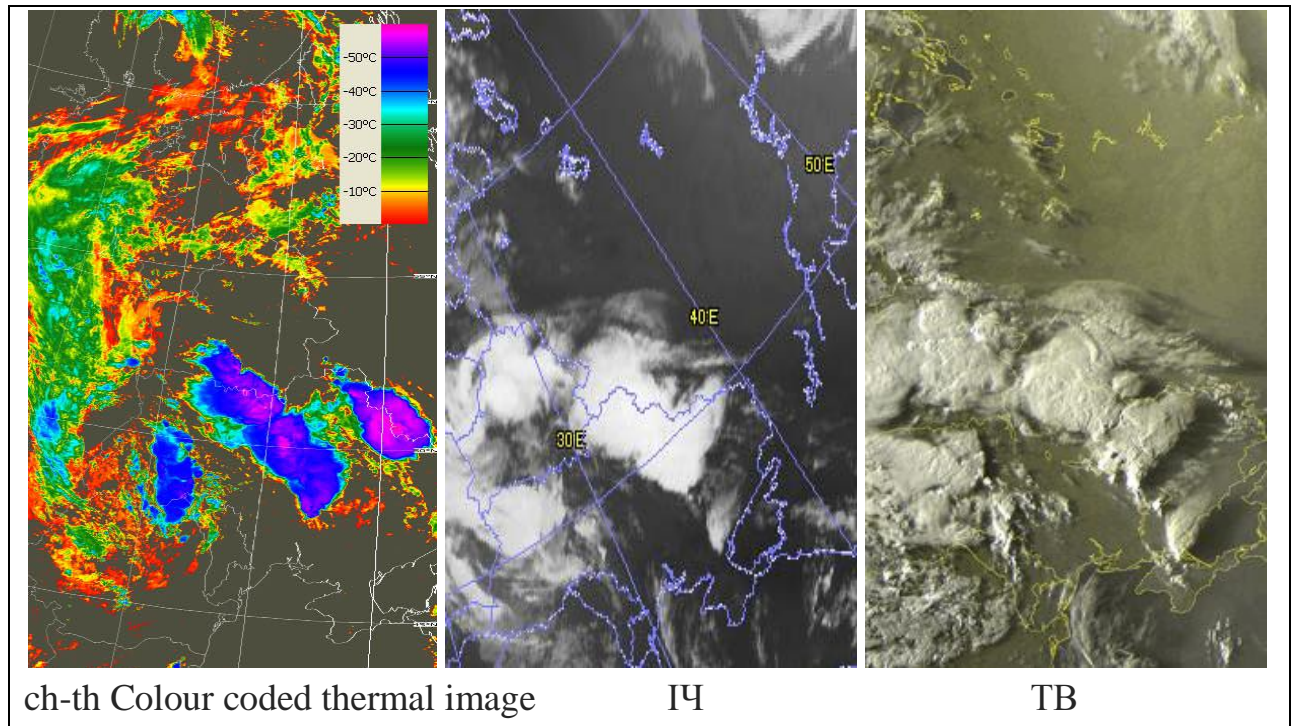 -50ºC
-40ºC
-30ºC
-20ºC
-10ºC
50°E
40°E
30°E
ch-th Colour coded thermal image
ІЧ
ТВ